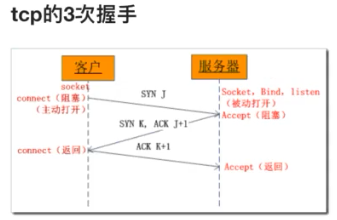 tcp的3次握手
客户
服务器
socket
connect（阻塞）
（主动打开）
SYN J
Socket, Bind, listen
（被动打开）
Accept（阻塞）
SYN K, ACK J+1
connect（返回）
ACK K+1
Accept（返回）